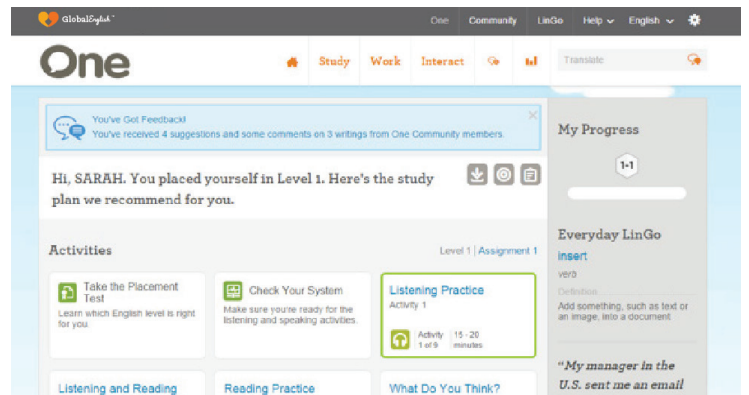 GlobalEnglish
One
Community
LinGo
Help
English
One
Study
Work
Interact
Translate
You've Got Feedback!
You've received 4 suggestions and some comments on 3 writings from One Community members.
Hi, SARAH. You placed yourself in Level 1. Here's the study
plan we recommend for you.
Activities
Level 1 | Assignment 1
Take the Placement
Test
Learn which English level is right
for you.
Check Your System
Make sure you're ready for the
listening and speaking activities.
Listening Practice
Activity 1
Activity
1 of 9
15 - 20
minutes
Listening and Reading
Reading Practice
What Do You Think?
My Progress
1-1
Everyday LinGo
insert
verb
Definition
Add something, such as text or
an image, into a document
"My manager in the
U.S. sent me an email